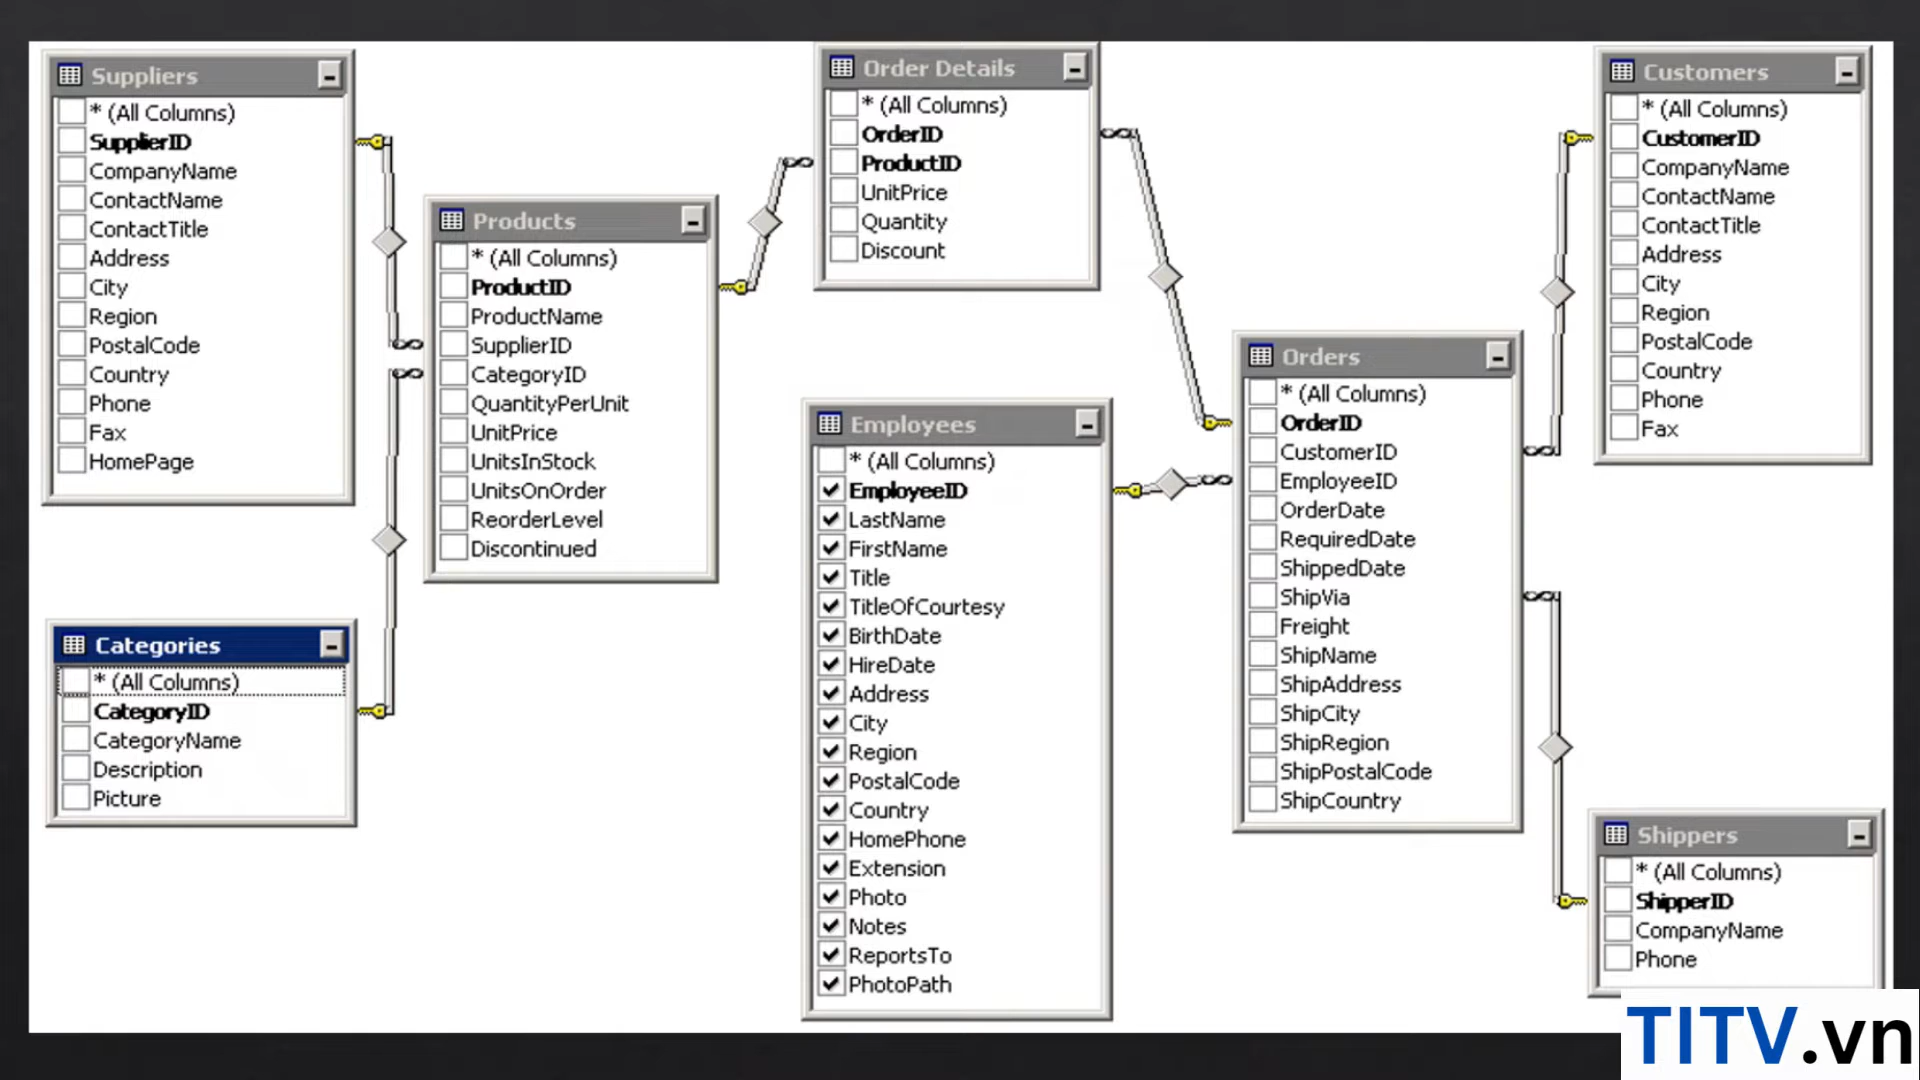 Suppliers
* (All Columns)
SupplierID
CompanyName
ContactName
ContactTitle
Address
City
Region
PostalCode
Country
Phone
Fax
HomePage
Categories
* (All Columns)
CategoryID
CategoryName
Description
Picture
Products
* (All Columns)
ProductID
ProductName
SupplierID
CategoryID
QuantityPerUnit
UnitPrice
UnitsInStock
UnitsOnOrder
ReorderLevel
Discontinued
Order Details
* (All Columns)
OrderID
ProductID
UnitPrice
Quantity
Discount
Employees
* (All Columns)
EmployeeID
LastName
FirstName
Title
TitleOfCourtesy
BirthDate
HireDate
Address
City
Region
PostalCode
Country
HomePhone
Extension
Photo
Notes
ReportsTo
PhotoPath
Orders
* (All Columns)
OrderID
CustomerID
EmployeeID
OrderDate
RequiredDate
ShippedDate
ShipVia
Freight
ShipName
ShipAddress
ShipCity
ShipRegion
ShipPostalCode
ShipCountry
Customers
* (All Columns)
CustomerID
CompanyName
ContactName
ContactTitle
Address
City
Region
PostalCode
Country
Phone
Fax
Shippers
* (All Columns)
ShipperID
CompanyName
Phone
TITV.vn